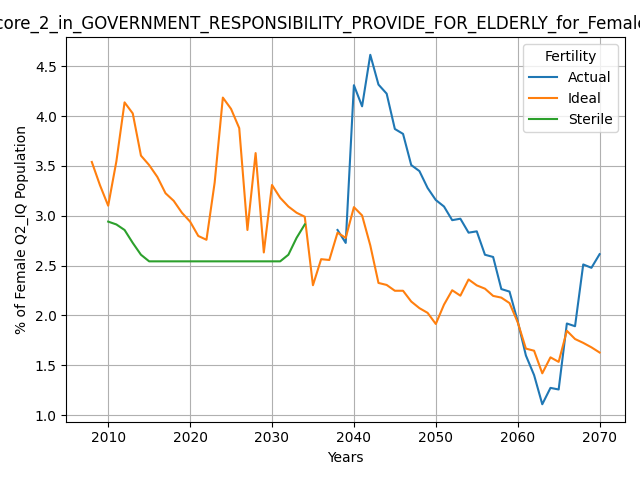 core_2_in_GOVERNMENT_RESPONSIBILITY_PROVIDE_FOR_ELDERLY_for_Female
Fertility
Actual
Ideal
Sterile
% of Female Q2_IQ Population
4.5
4.0
3.5
3.0
2.5
2.0
1.5
1.0
2010 2020 2030 2040 2050 2060 2070
Years